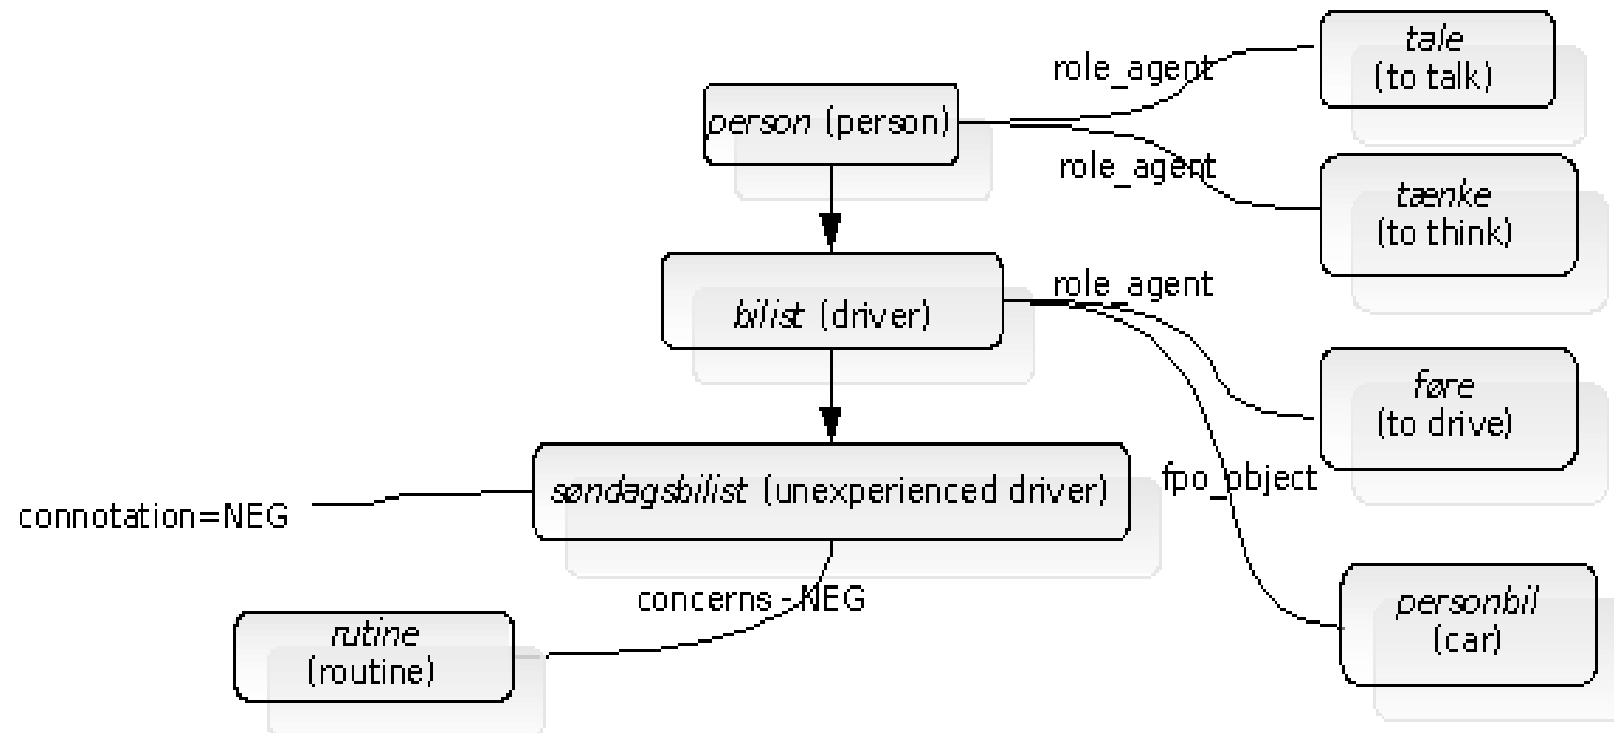 tale
(to talk)
role_agent
person (person)
role_agent
tænke
(to think)
role_agent
bilist (driver)
føre
(to drive)
fpo_object
søndagsbilist (unexperienced driver)
connotation=NEG
concerns - NEG
personbil
(car)
rutine
(routine)